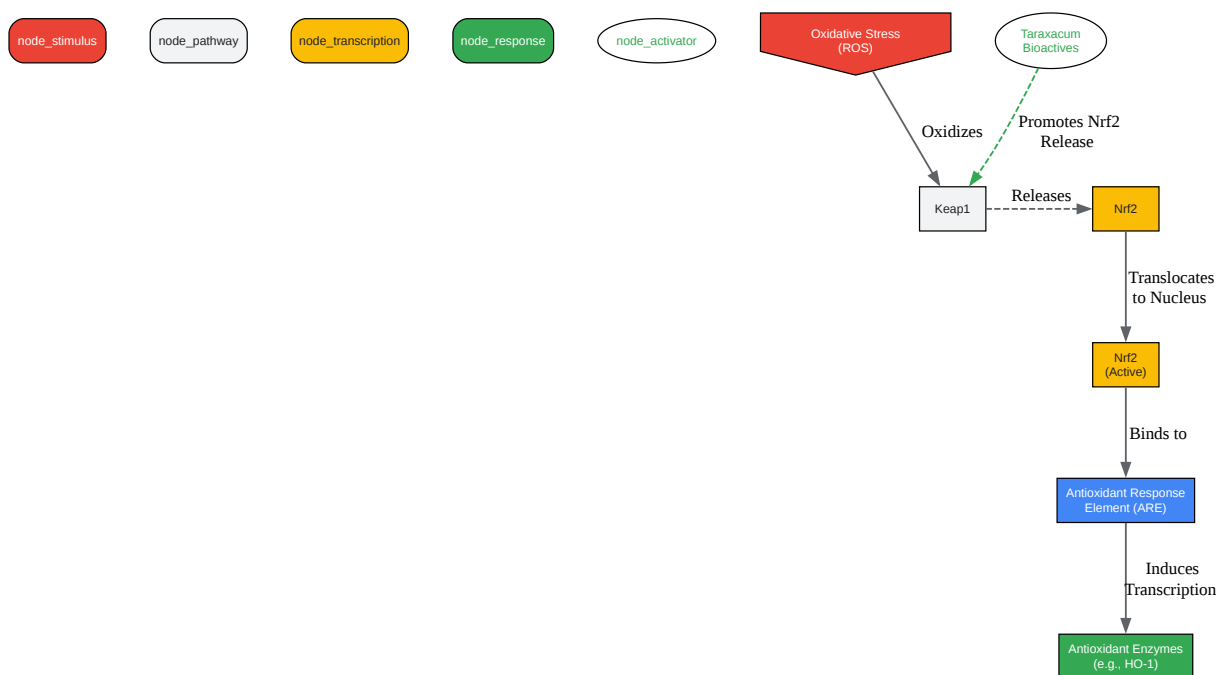 node_stimulus
node_pathway
node_transcription
node_response
node_activator
Oxidative Stress
(ROS)
Taraxacum
Bioactives
Oxidizes
Promotes Nrf2
Release
Keap1
Releases
Nrf2
Translocates
to Nucleus
Nrf2
(Active)
Binds to
Antioxidant Response
Element (ARE)
Induces
Transcription
Antioxidant Enzymes
(e.g., HO-1)